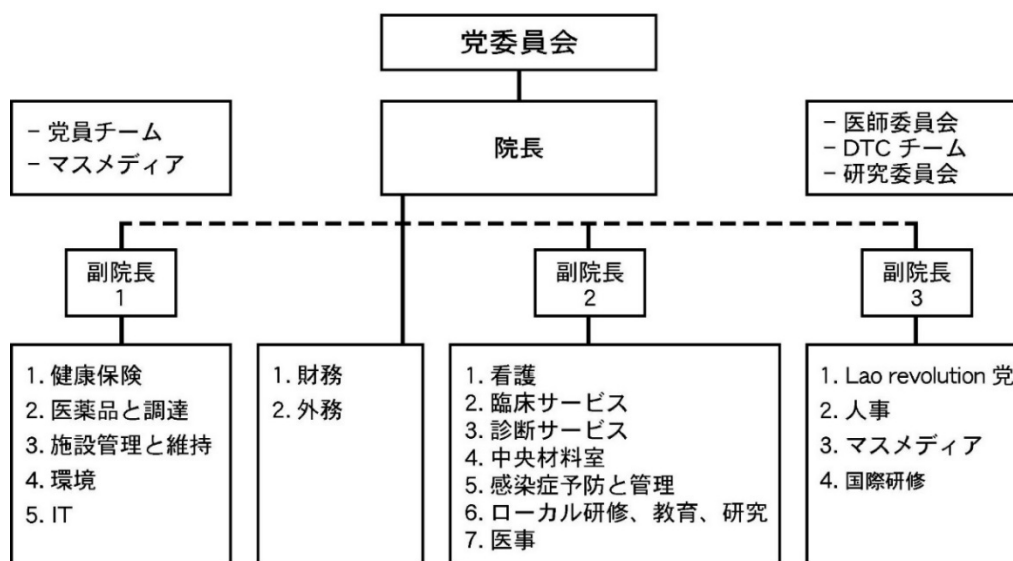 党委員会
- 党員チーム
- マスメディア
院長
- 医師委員会
- DTC チーム
- 研究委員会
副院長
1
副院長
2
副院長
3
1. 健康保険
2. 医薬品と調達
3. 施設管理と維持
4. 環境
5. IT
1. 財務
2. 外務
1. 看護
2. 臨床サービス
3. 診断サービス
4. 中央材料室
5. 感染症予防と管理
6. ローカル研修、教育、研究
7. 医事
1. Lao revolution 党
2. 人事
3. マスメディア
4. 国際研修